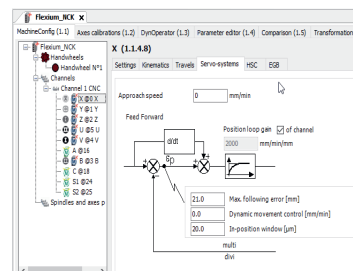 Flexium_NCK x
MachineConfig (1.1) Axes calibrations (1.2) DynOperator (1.3) Parameter editor (1.4) Comparison (1.5) Transformation
Flexium_NCK
Handwheels
Handwheel N°1
Channels
Channel 1 CNC
X @0 X
Y @1 Y
Z @2 Z
U @5 U
V @4 V
A @16
B @3 B
C @18
S1 @24
S2 @25
Spindles and axes p
X (1.1.4.8)
Settings Kinematics Travels Servo-systems HSC EGB
Approach speed 0 mm/min
Feed Forward
Position loop gain of channel
d/dt
2000 mm/min/mm
εp
21.0 Max. following error [mm]
0.0 Dynamic movement control [mm/min]
20.0 In-position window [µm]
multi
divi